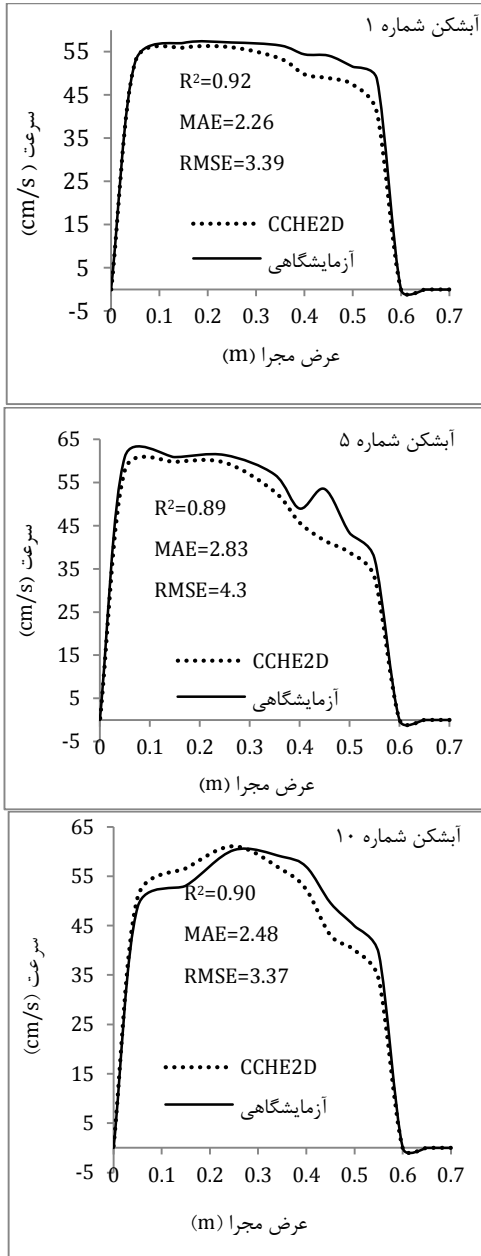 آبشکن شماره ۱
55
45
35
25
15
5
-5
سرعت ( cm/s)
R²=0.92
MAE=2.26
RMSE=3.39
CCHE2D
آزمایشگاهی
0 0.1 0.2 0.3 0.4 0.5 0.6 0.7
عرض مجرا (m)
آبشکن شماره ۵
65
55
45
35
25
15
5
-5
سرعت (cm/s)
R²=0.89
MAE=2.83
RMSE=4.3
CCHE2D
آزمایشگاهی
0 0.1 0.2 0.3 0.4 0.5 0.6 0.7
عرض مجرا (m)
آبشکن شماره ۱۰
65
55
45
35
25
15
5
-5
سرعت (cm/s)
R²=0.90
MAE=2.48
RMSE=3.37
CCHE2D
آزمایشگاهی
0 0.1 0.2 0.3 0.4 0.5 0.6 0.7
عرض مجرا (m)